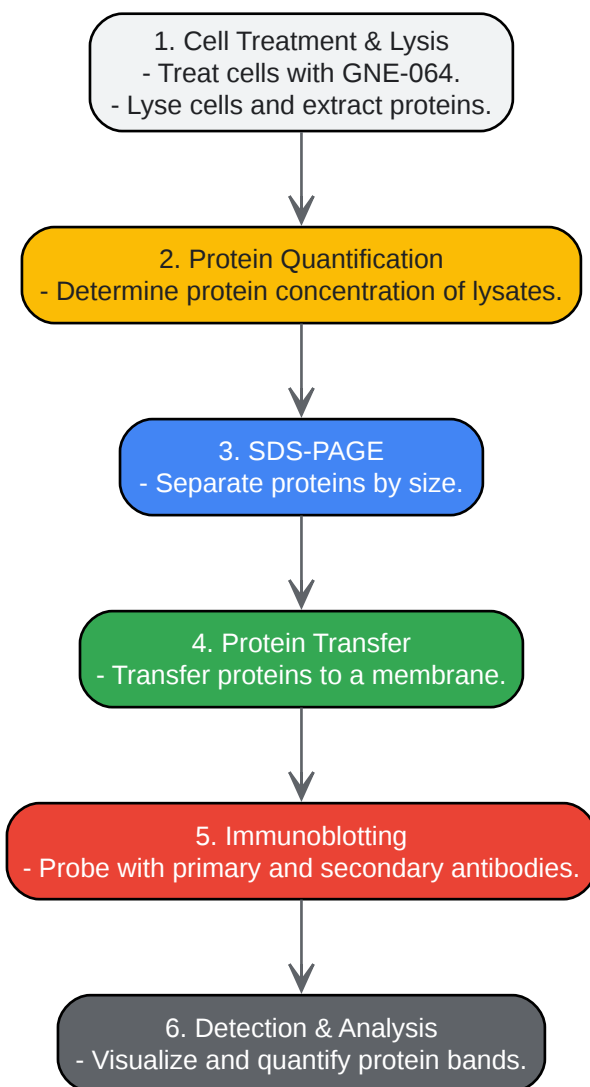 1. Cell Treatment & Lysis
- Treat cells with GNE-064.
- Lyse cells and extract proteins.
2. Protein Quantification
- Determine protein concentration of lysates.
3. SDS-PAGE
- Separate proteins by size.
4. Protein Transfer
- Transfer proteins to a membrane.
5. Immunoblotting
- Probe with primary and secondary antibodies.
6. Detection & Analysis
- Visualize and quantify protein bands.